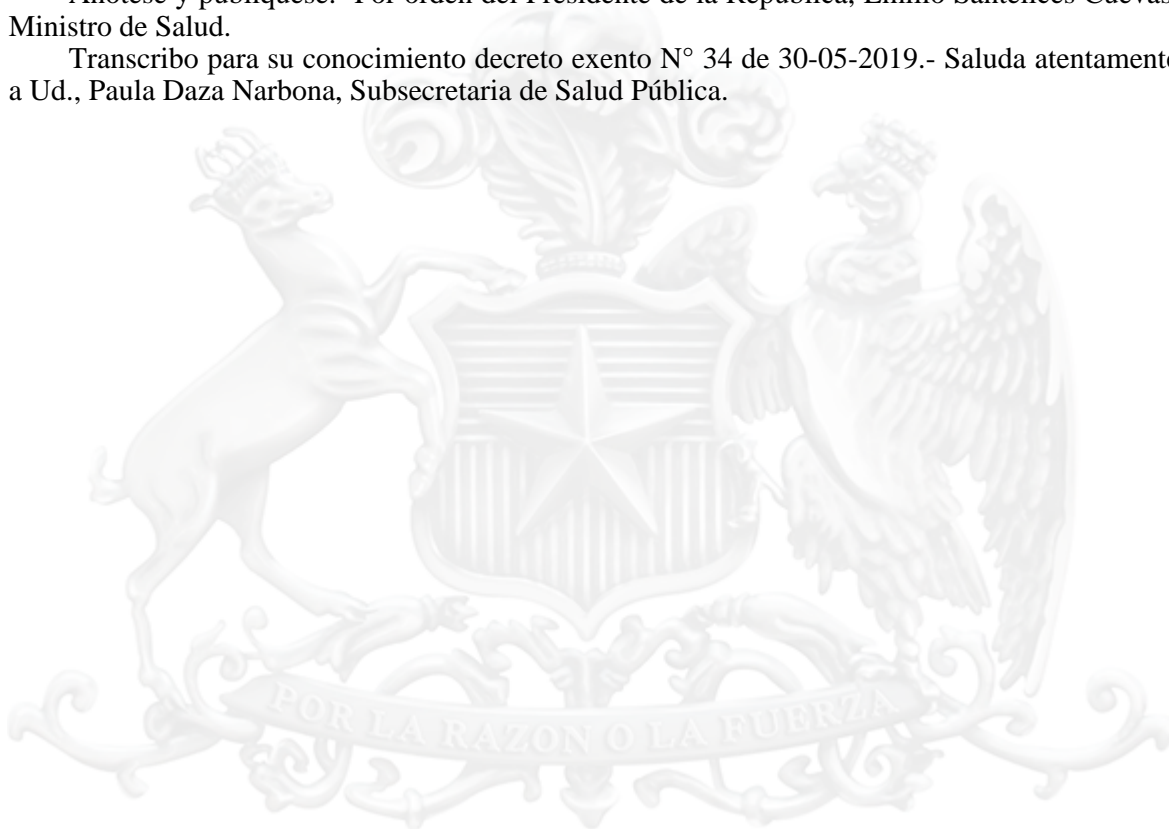 Anótese y publíquese.- Por orden del Presidente de la República, Emilio Santelices Cuevas,
Ministro de Salud.
Transcribo para su conocimiento decreto exento N° 34 de 30-05-2019.- Saluda atentamente
a Ud., Paula Daza Narbona, Subsecretaria de Salud Pública.
POR LA RAZON O LA FUERZA